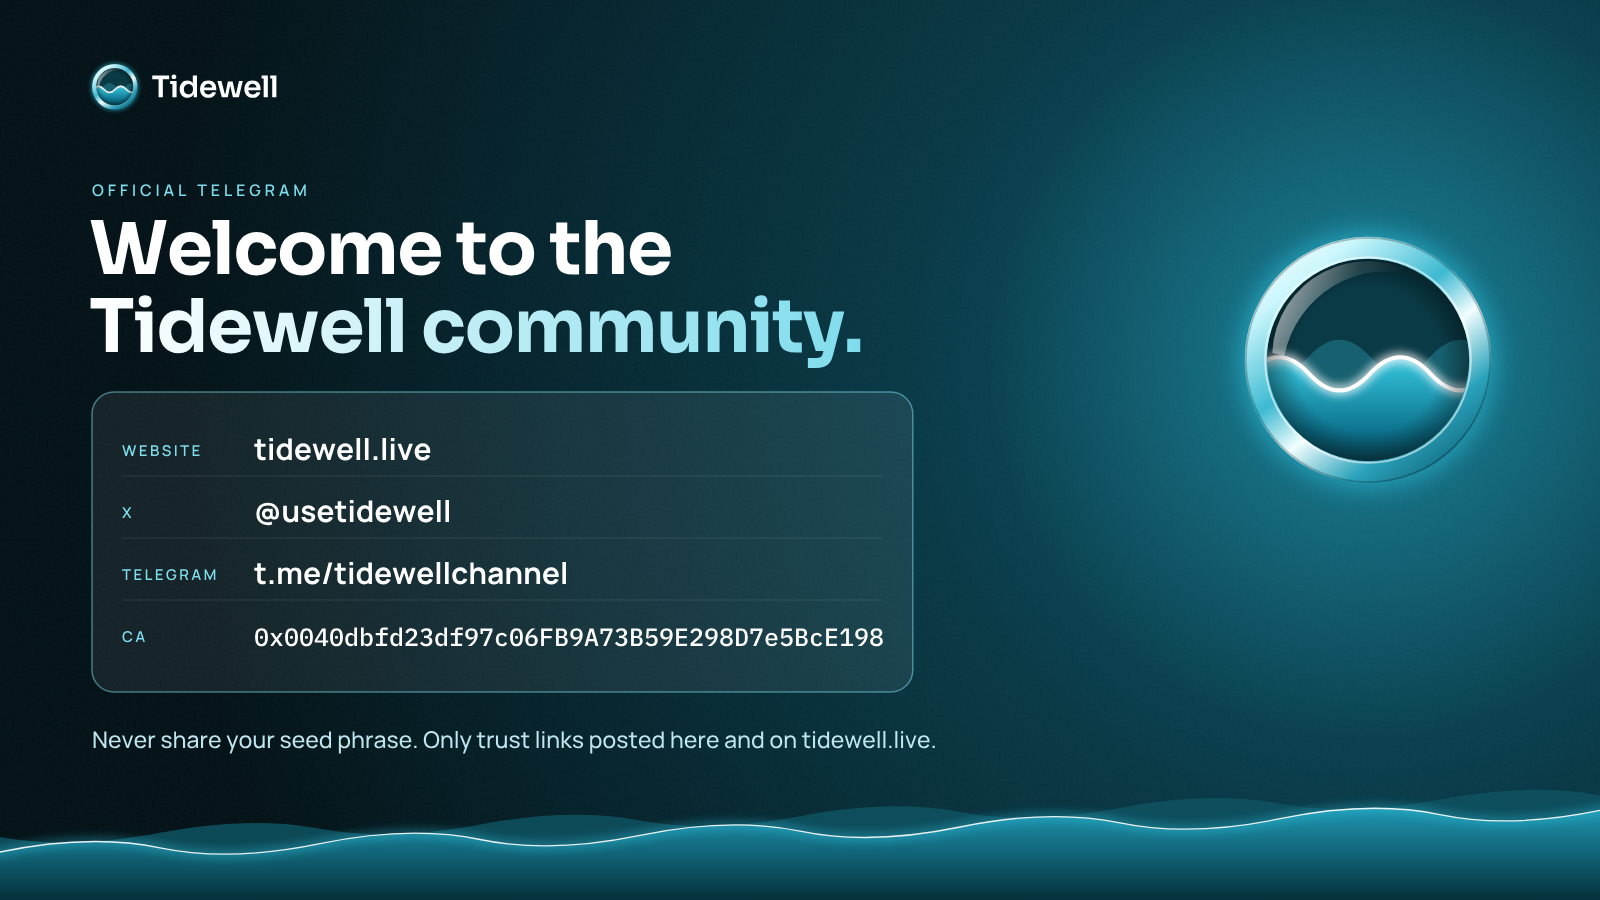 Tidewell
OFFICIAL TELEGRAM
Welcome to the
Tidewell community.
WEBSITE tidewell.live
X @usetidewell
TELEGRAM t.me/tidewellchannel
CA 0x0040dbfd23df97c06FB9A73B59E298D7e5BcE198
Never share your seed phrase. Only trust links posted here and on tidewell.live.